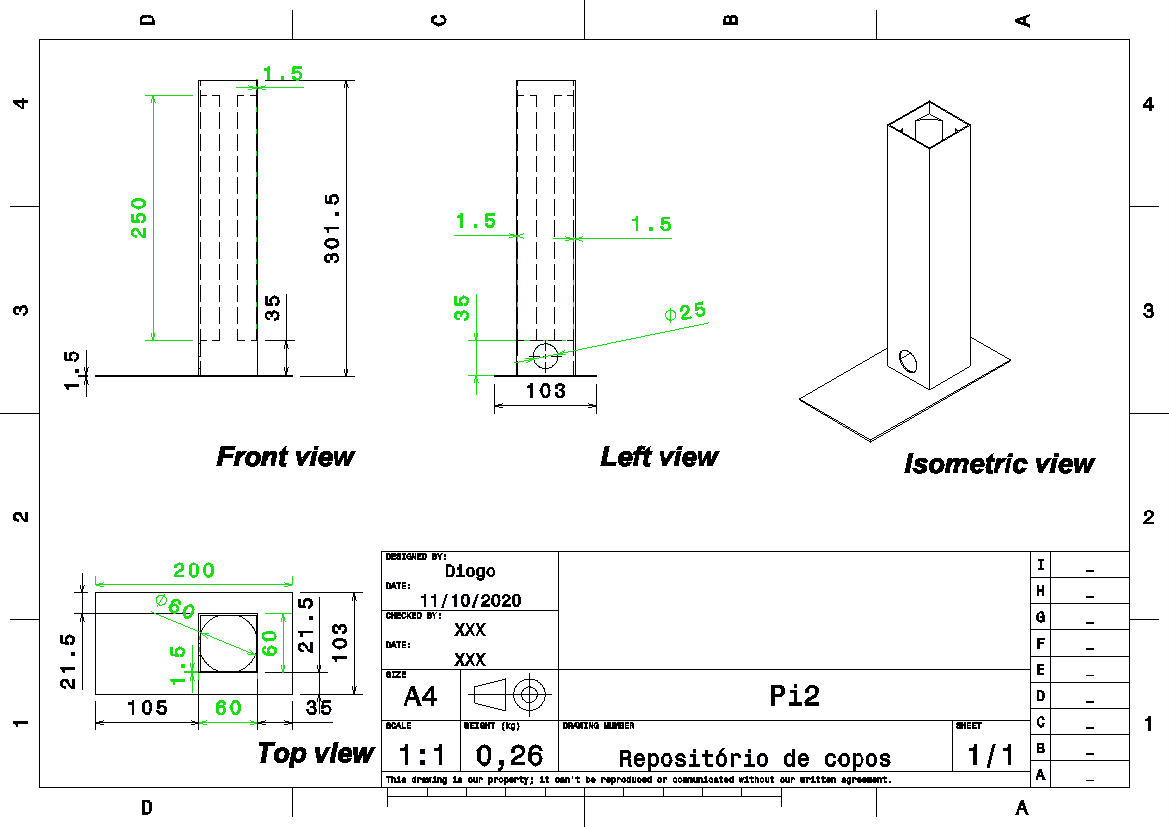 D C B A
4 4
3 3
2 2
1 1
1.5
250
301.5
35
1.5
Front view
1.5
1.5
35
Φ25
103
Left view
Isometric view
200
Ø60
21.5
1.5
60
21.5
103
105
60
35
Top view
DESIGNED BY:
Diogo
DATE:
11/10/2020
CHECKED BY:
XXX
DATE:
XXX
SIZE
A4
Pi2
SCALE
1:1
WEIGHT (kg)
0,26
DRAWING NUMBER
Repositório de copos
SHEET
1/1
This drawing is our property; it can't be reproduced or communicated without our written agreement.
I _
H _
G _
F _
E _
D _
C _
B _
A _
D A